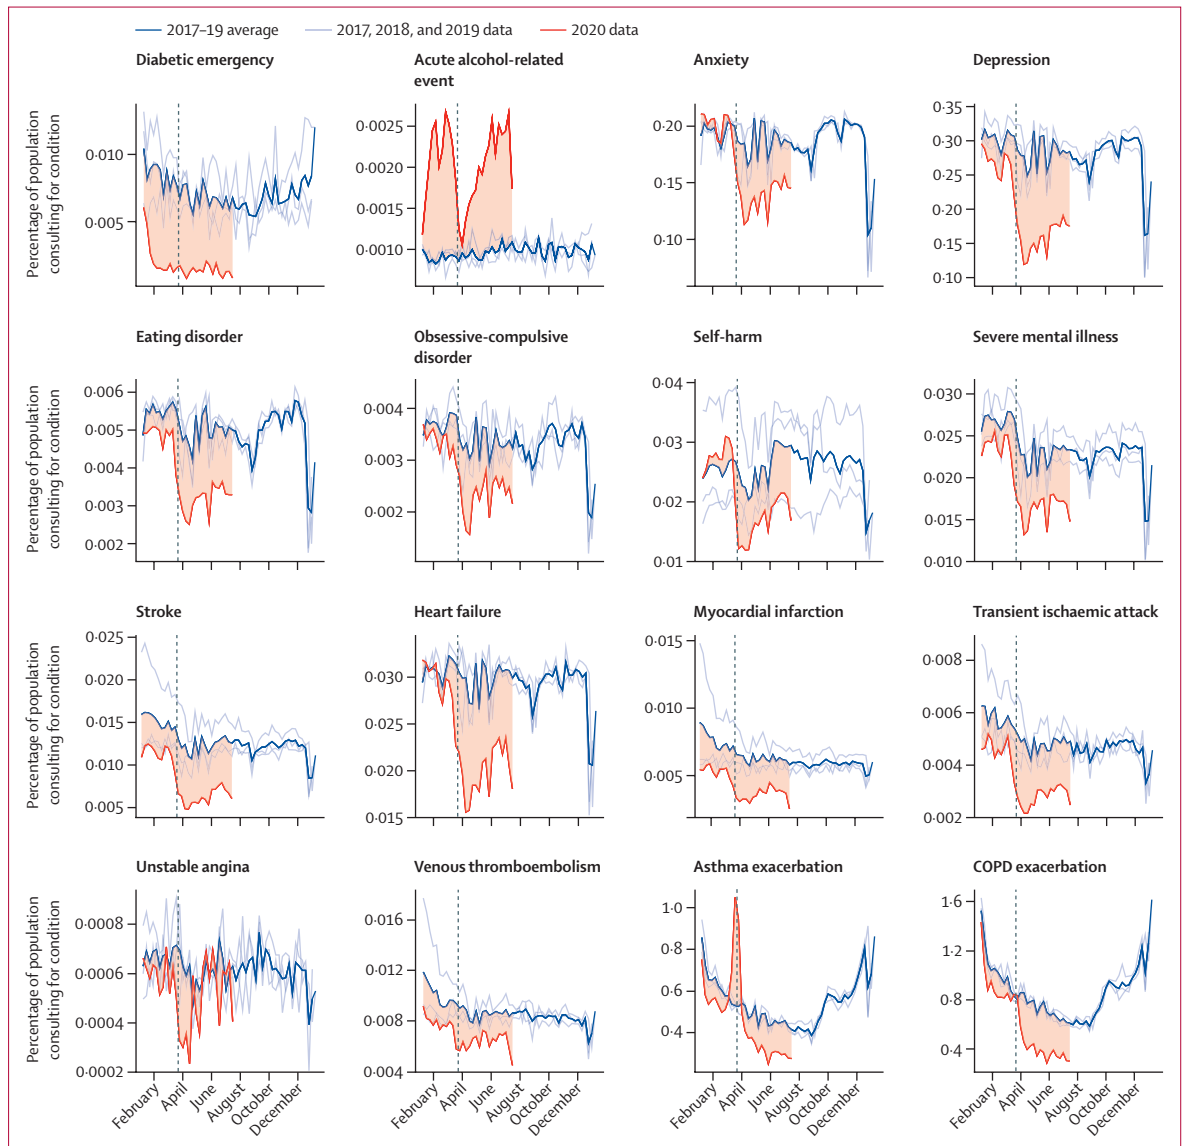 2017–19 average 2017, 2018, and 2019 data 2020 data
Diabetic emergency
Percentage of population
consulting for condition
0·010
0·005
Acute alcohol-related
event
0·0025
0·0020
0·0015
0·0010
Anxiety
0·20
0·15
0·10
Depression
0·35
0·30
0·25
0·20
0·15
0·10
Eating disorder
Percentage of population
consulting for condition
0·006
0·005
0·004
0·003
0·002
Obsessive-compulsive
disorder
0·004
0·003
0·002
Self-harm
0·04
0·03
0·02
0·01
Severe mental illness
0·030
0·025
0·020
0·015
0·010
Stroke
Percentage of population
consulting for condition
0·025
0·020
0·015
0·010
0·005
Heart failure
0·030
0·025
0·020
0·015
Myocardial infarction
0·015
0·010
0·005
Transient ischaemic attack
0·008
0·006
0·004
0·002
Unstable angina
Percentage of population
consulting for condition
0·0008
0·0006
0·0004
0·0002
February
April
June
August
October
December
Venous thromboembolism
0·016
0·012
0·008
0·004
February
April
June
August
October
December
Asthma exacerbation
1·0
0·8
0·6
0·4
February
April
June
August
October
December
COPD exacerbation
1·6
1·2
0·8
0·4
February
April
June
August
October
December